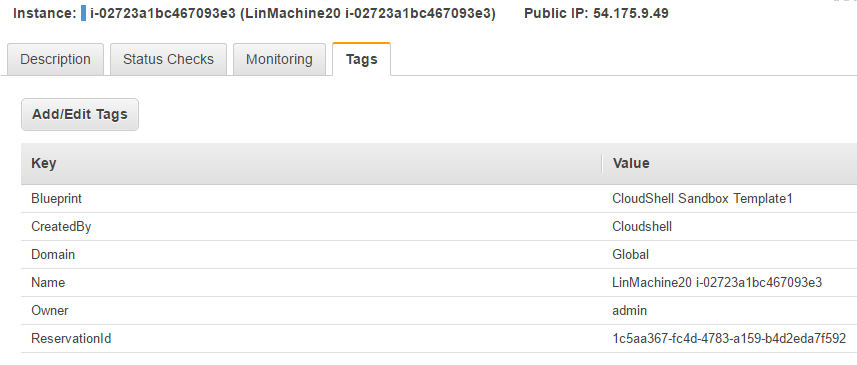 Instance: i-02723a1bc467093e3 (LinMachine20 i-02723a1bc467093e3) Public IP: 54.175.9.49
Description Status Checks Monitoring Tags
Add/Edit Tags
Key Value
Blueprint CloudShell Sandbox Template1
CreatedBy Cloudshell
Domain Global
Name LinMachine20 i-02723a1bc467093e3
Owner admin
ReservationId 1c5aa367-fc4d-4783-a159-b4d2eda7f592